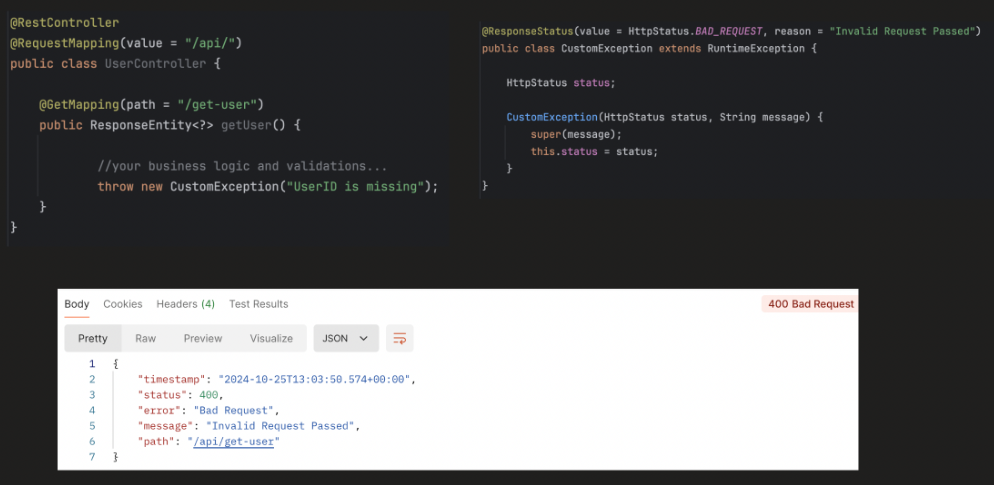 @RestController
@RequestMapping(value = "/api/")
public class UserController {
@GetMapping(path = "/get-user")
public ResponseEntity<?> getUser() {
//your business logic and validations...
throw new CustomException("UserID is missing");
}
}
@ResponseStatus(value = HttpStatus.BAD_REQUEST, reason = "Invalid Request Passed")
public class CustomException extends RuntimeException {
HttpStatus status;
CustomException(HttpStatus status, String message) {
super(message);
this.status = status;
}
}
Body Cookies Headers (4) Test Results 400 Bad Request
Pretty Raw Preview Visualize JSON
1 {
2 "timestamp": "2024-10-25T13:03:50.574+00:00",
3 "status": 400,
4 "error": "Bad Request",
5 "message": "Invalid Request Passed",
6 "path": "/api/get-user"
7 }